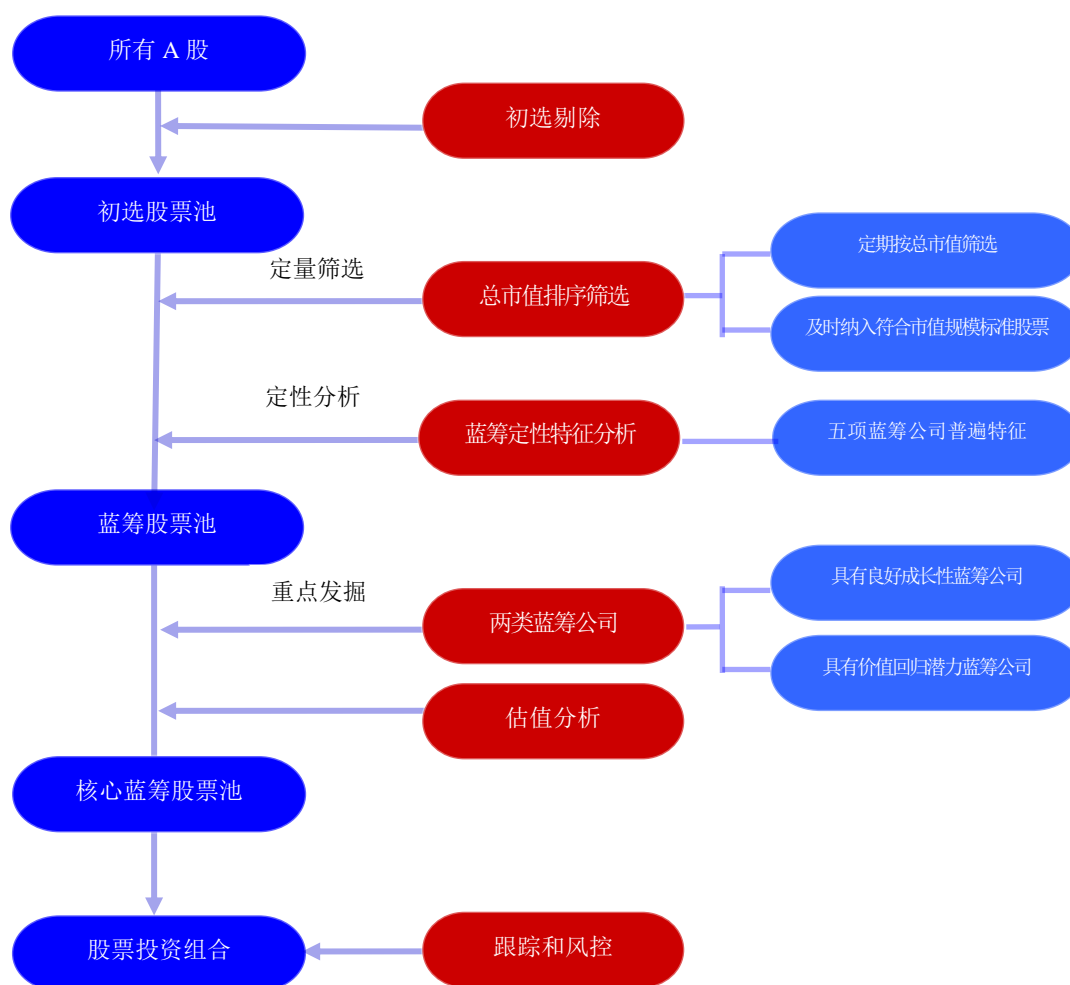 所有 A 股
初选剔除
初选股票池
定期按总市值筛选
定量筛选
总市值排序筛选
及时纳入符合市值规模标准股票
定性分析
蓝筹定性特征分析
五项蓝筹公司普遍特征
蓝筹股票池
具有良好成长性蓝筹公司
重点发掘
两类蓝筹公司
具有价值回归潜力蓝筹公司
估值分析
核心蓝筹股票池
股票投资组合
跟踪和风控